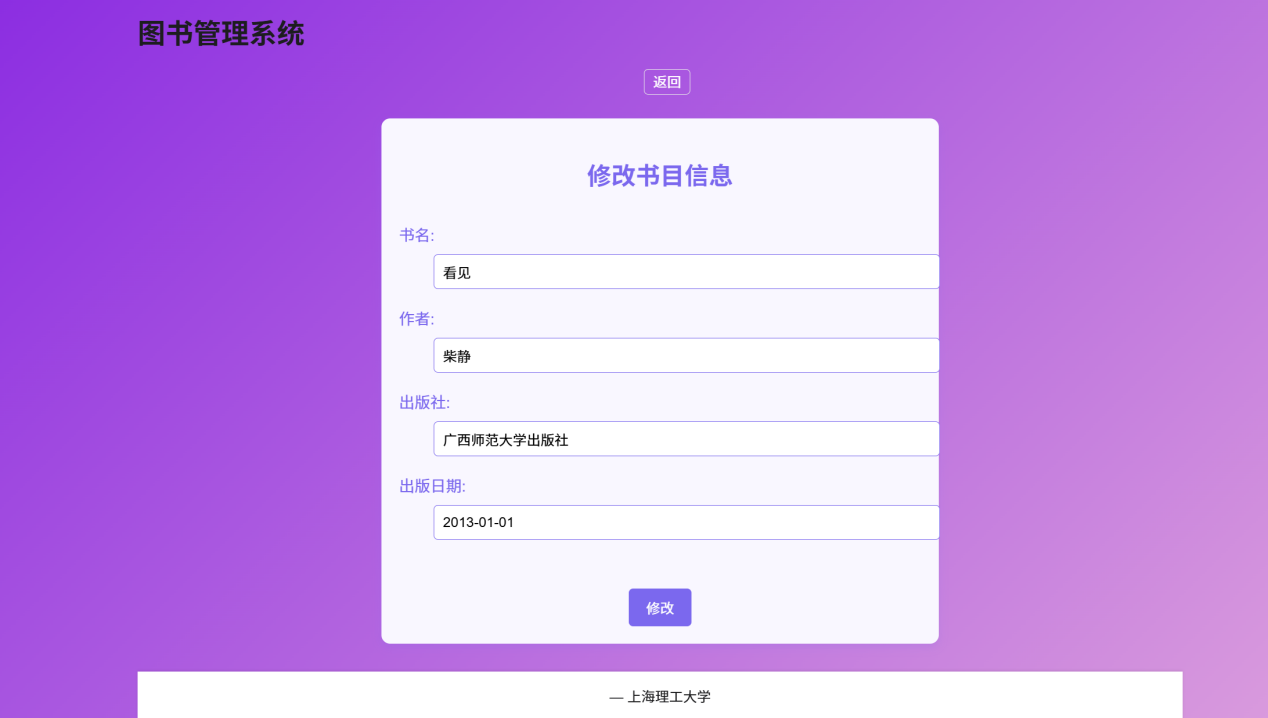 图书管理系统
返回
修改书目信息
书名:
看见
作者:
柴静
出版社:
广西师范大学出版社
出版日期:
2013-01-01
修改
— 上海理工大学